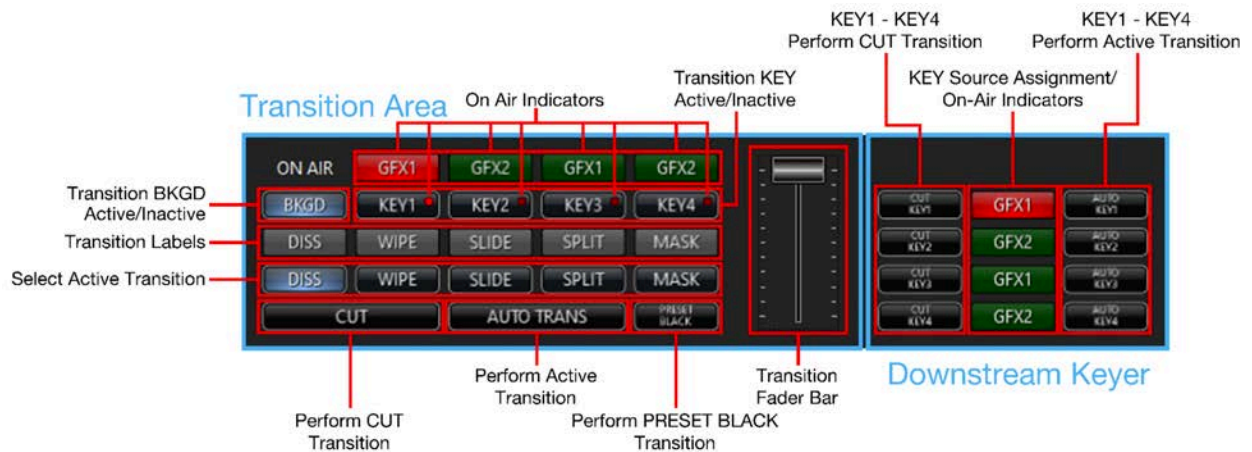 KEY1 - KEY4
Perform CUT Transition
KEY1 - KEY4
Perform Active Transition
Transition KEY
Active/Inactive
KEY Source Assignment/
On-Air Indicators
On Air Indicators
Transition Area
ON AIR GFX1 GFX2 GFX1 GFX2
Transition BKGD
Active/Inactive
BKGD KEY1 KEY2 KEY3 KEY4
Transition Labels
DISS WIPE SLIDE SPLIT MASK
Select Active Transition
DISS WIPE SLIDE SPLIT MASK
CUT AUTO TRANS PRESET
BLACK
CUT
KEY1
GFX1
AUTO
KEY1
CUT
KEY2
GFX2
AUTO
KEY2
CUT
KEY3
GFX1
AUTO
KEY3
CUT
KEY4
GFX2
AUTO
KEY4
Perform CUT
Transition
Perform Active
Transition
Perform PRESET BLACK
Transition
Transition
Fader Bar
Downstream Keyer